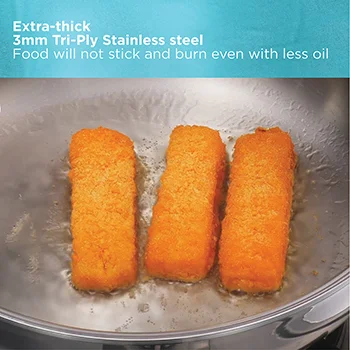 Extra-thick
3mm Tri-Ply Stainless steel
Food will not stick and burn even with less oil